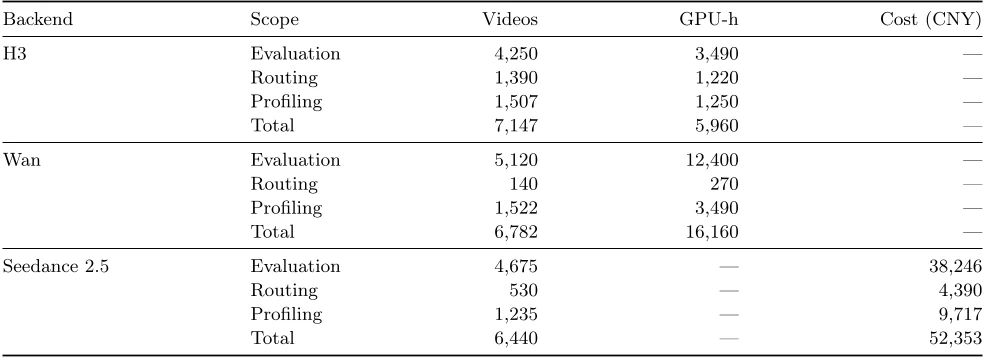 Backend Scope Videos GPU-h Cost (CNY)
H3 Evaluation 4,250 3,490 —
Routing 1,390 1,220 —
Profiling 1,507 1,250 —
Total 7,147 5,960 —
Wan Evaluation 5,120 12,400 —
Routing 140 270 —
Profiling 1,522 3,490 —
Total 6,782 16,160 —
Seedance 2.5 Evaluation 4,675 — 38,246
Routing 530 — 4,390
Profiling 1,235 — 9,717
Total 6,440 — 52,353